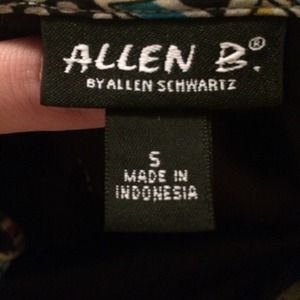 ALLEN B.®
BY ALLEN SCHWARTZ
S
MADE IN
INDONESIA